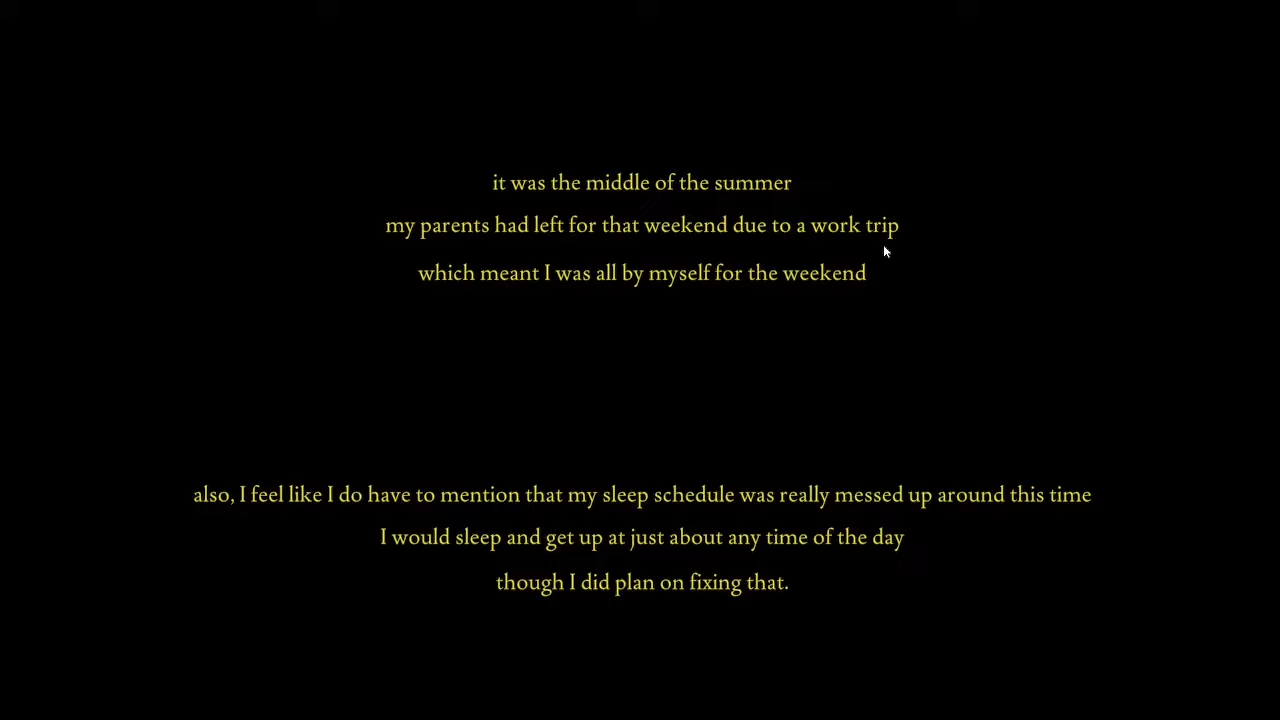 it was the middle of the summer
my parents had left for that weekend due to a work trip
which meant I was all by myself for the weekend
also, I feel like I do have to mention that my sleep schedule was really messed up around this time
I would sleep and get up at just about any time of the day
though I did plan on fixing that.